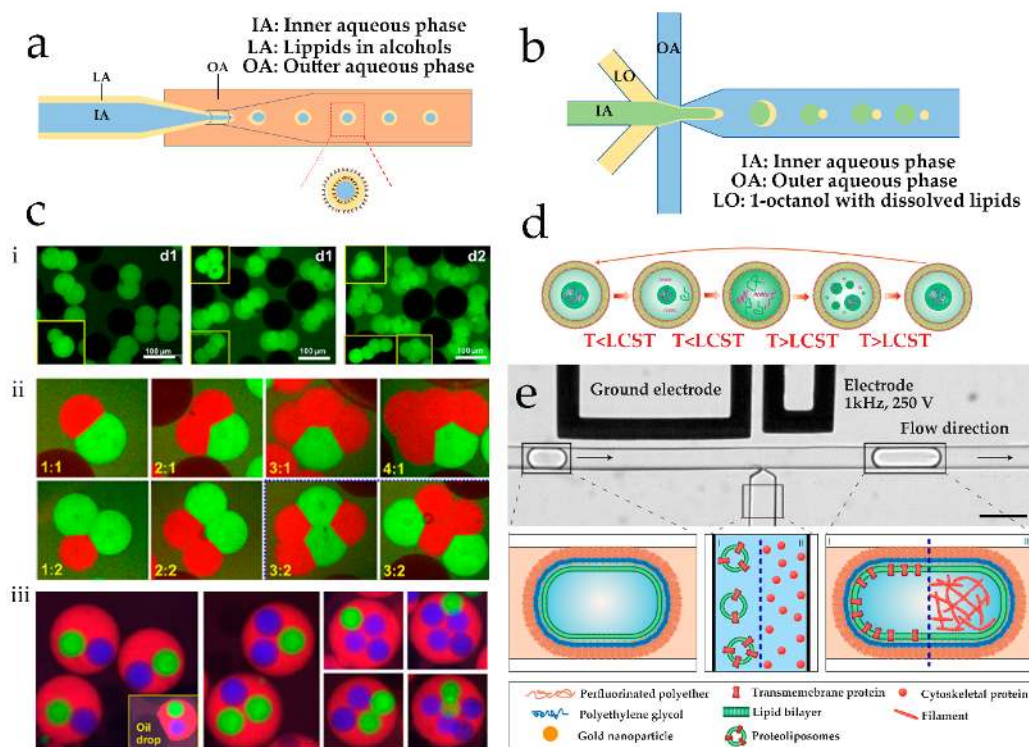 a
IA: Inner aqueous phase
LA: Lippids in alcohols
OA: Outter aqueous phase
LA
OA
IA
b
OA
LO
IA
IA: Inner aqueous phase
OA: Outer aqueous phase
LO: 1-octanol with dissolved lipids
c
i
d1
100 μm
d1
100 μm
d2
100 μm
ii
1:1
2:1
3:1
4:1
1:2
2:2
3:2
3:2
iii
Oil
drop
d
T<LCST
T<LCST
T>LCST
T>LCST
e
Ground electrode
Electrode
1kHz, 250 V
Flow direction
I
II
I
II
Perfluorinated polyether
Transmembrane protein
Cytoskeletal protein
Polyethylene glycol
Lipid bilayer
Filament
Gold nanoparticle
Proteoliposomes